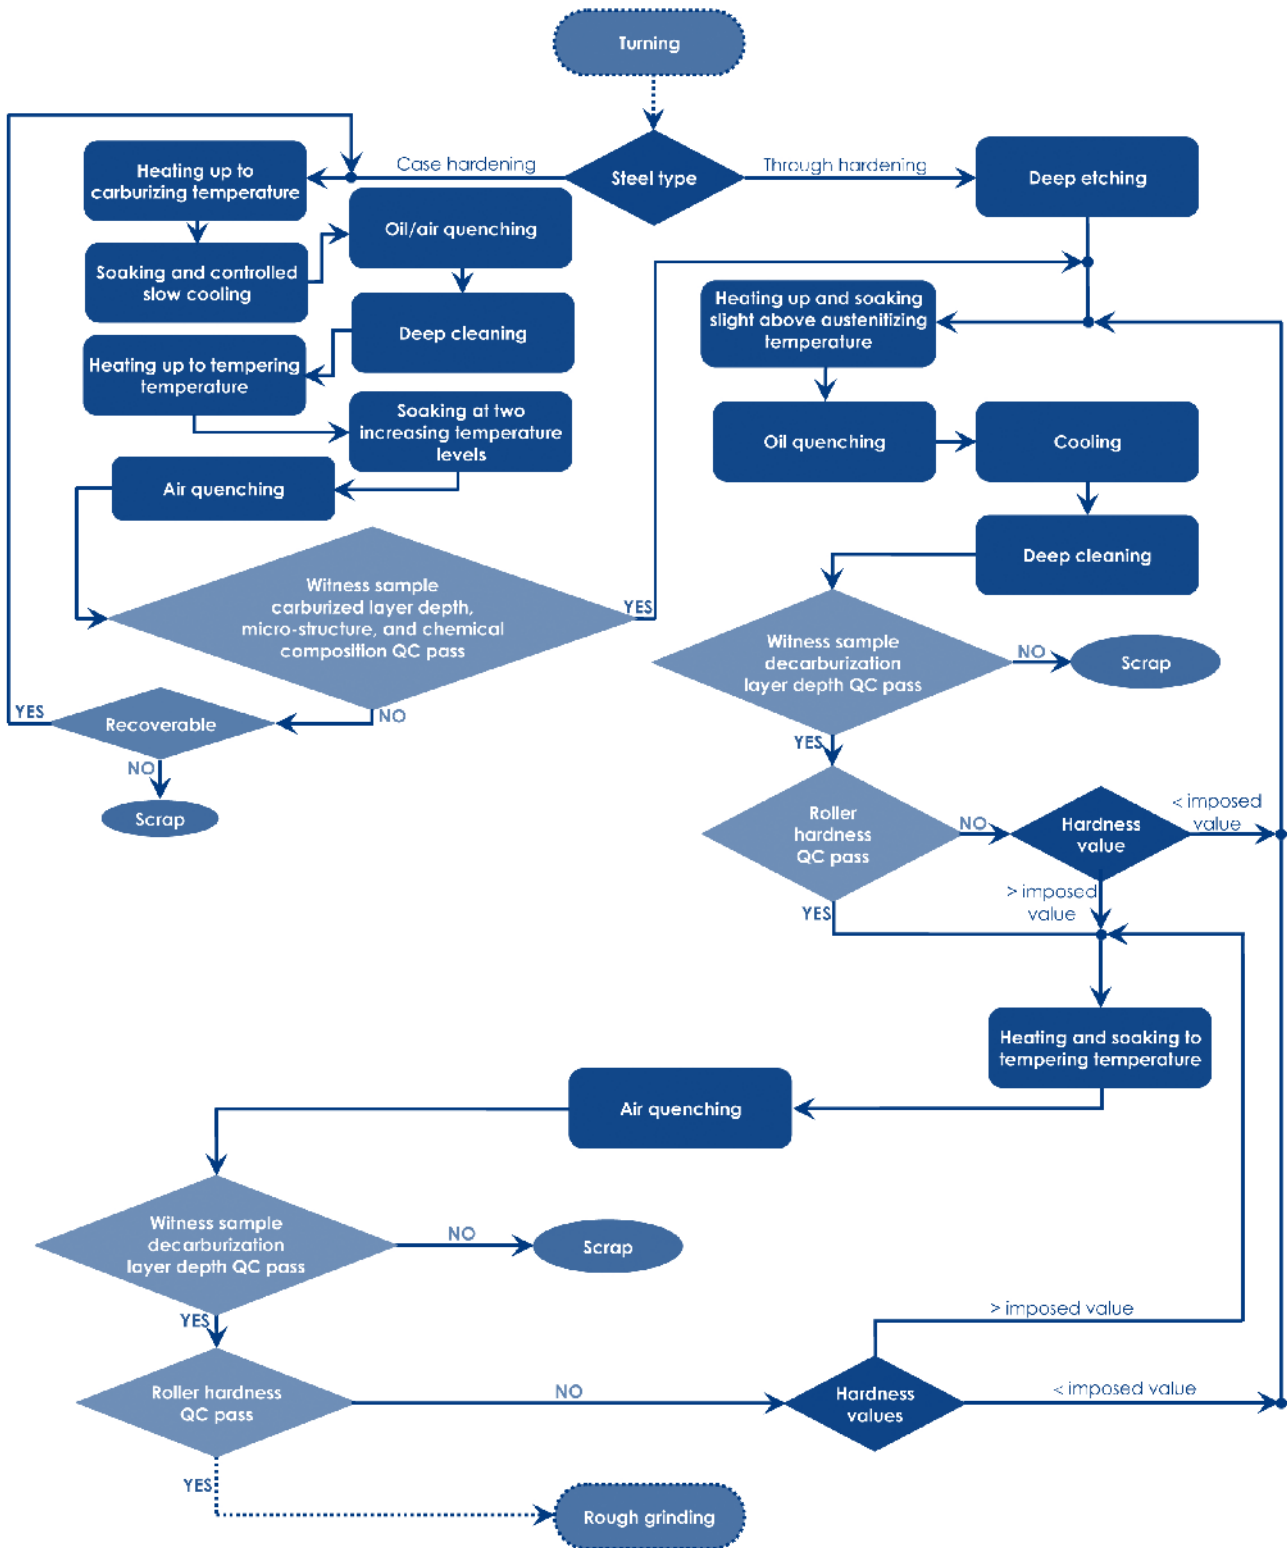 Turning
Case hardening
Steel type
Through hardening
Deep etching
Heating up to
carburizing temperature
Oil/air quenching
Soaking and controlled
slow cooling
Deep cleaning
Heating up to tempering
temperature
Soaking at two
increasing temperature
levels
Air quenching
Witness sample
carburized layer depth,
micro-structure, and chemical
composition QC pass
YES
NO
Recoverable
YES
NO
Scrap
Heating up and soaking
slight above austenitizing
temperature
Oil quenching
Cooling
Deep cleaning
Witness sample
decarburization
layer depth QC pass
NO
Scrap
YES
Roller
hardness
QC pass
NO
Hardness
value
< imposed
value
> imposed
value
YES
Heating and soaking to
tempering temperature
Air quenching
Witness sample
decarburization
layer depth QC pass
NO
Scrap
YES
Roller hardness
QC pass
NO
Hardness
values
> imposed value
< imposed value
YES
Rough grinding